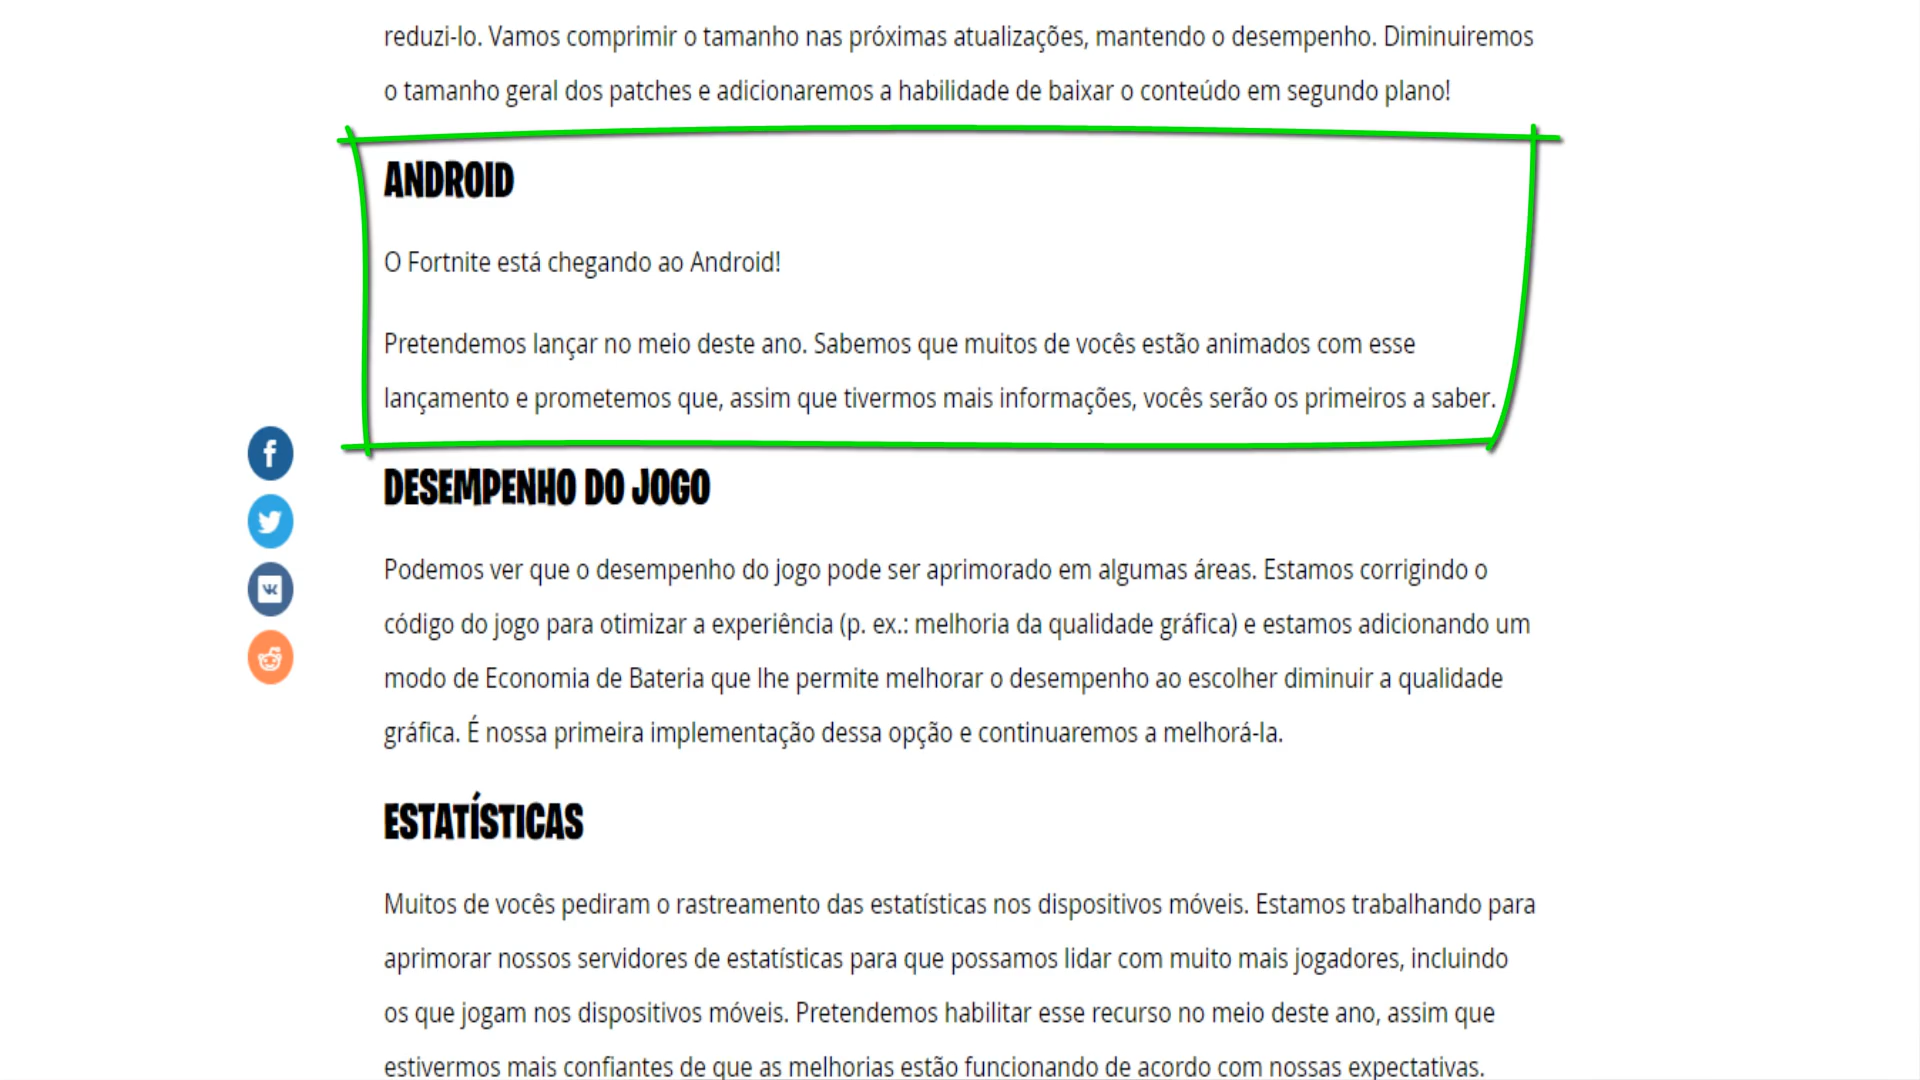 reduzi-lo. Vamos comprimir o tamanho nas próximas atualizações, mantendo o desempenho. Diminuiremos
o tamanho geral dos patches e adicionaremos a habilidade de baixar o conteúdo em segundo plano!
ANDROID
O Fortnite está chegando ao Android!
Pretendemos lançar no meio deste ano. Sabemos que muitos de vocês estão animados com esse
lançamento e prometemos que, assim que tivermos mais informações, vocês serão os primeiros a saber.
DESEMPENHO DO JOGO
Podemos ver que o desempenho do jogo pode ser aprimorado em algumas áreas. Estamos corrigindo o
código do jogo para otimizar a experiência (p. ex.: melhoria da qualidade gráfica) e estamos adicionando um
modo de Economia de Bateria que lhe permite melhorar o desempenho ao escolher diminuir a qualidade
gráfica. É nossa primeira implementação dessa opção e continuaremos a melhorá-la.
ESTATÍSTICAS
Muitos de vocês pediram o rastreamento das estatísticas nos dispositivos móveis. Estamos trabalhando para
aprimorar nossos servidores de estatísticas para que possamos lidar com muito mais jogadores, incluindo
os que jogam nos dispositivos móveis. Pretendemos habilitar esse recurso no meio deste ano, assim que
estivermos mais confiantes de que as melhorias estão funcionando de acordo com nossas expectativas.